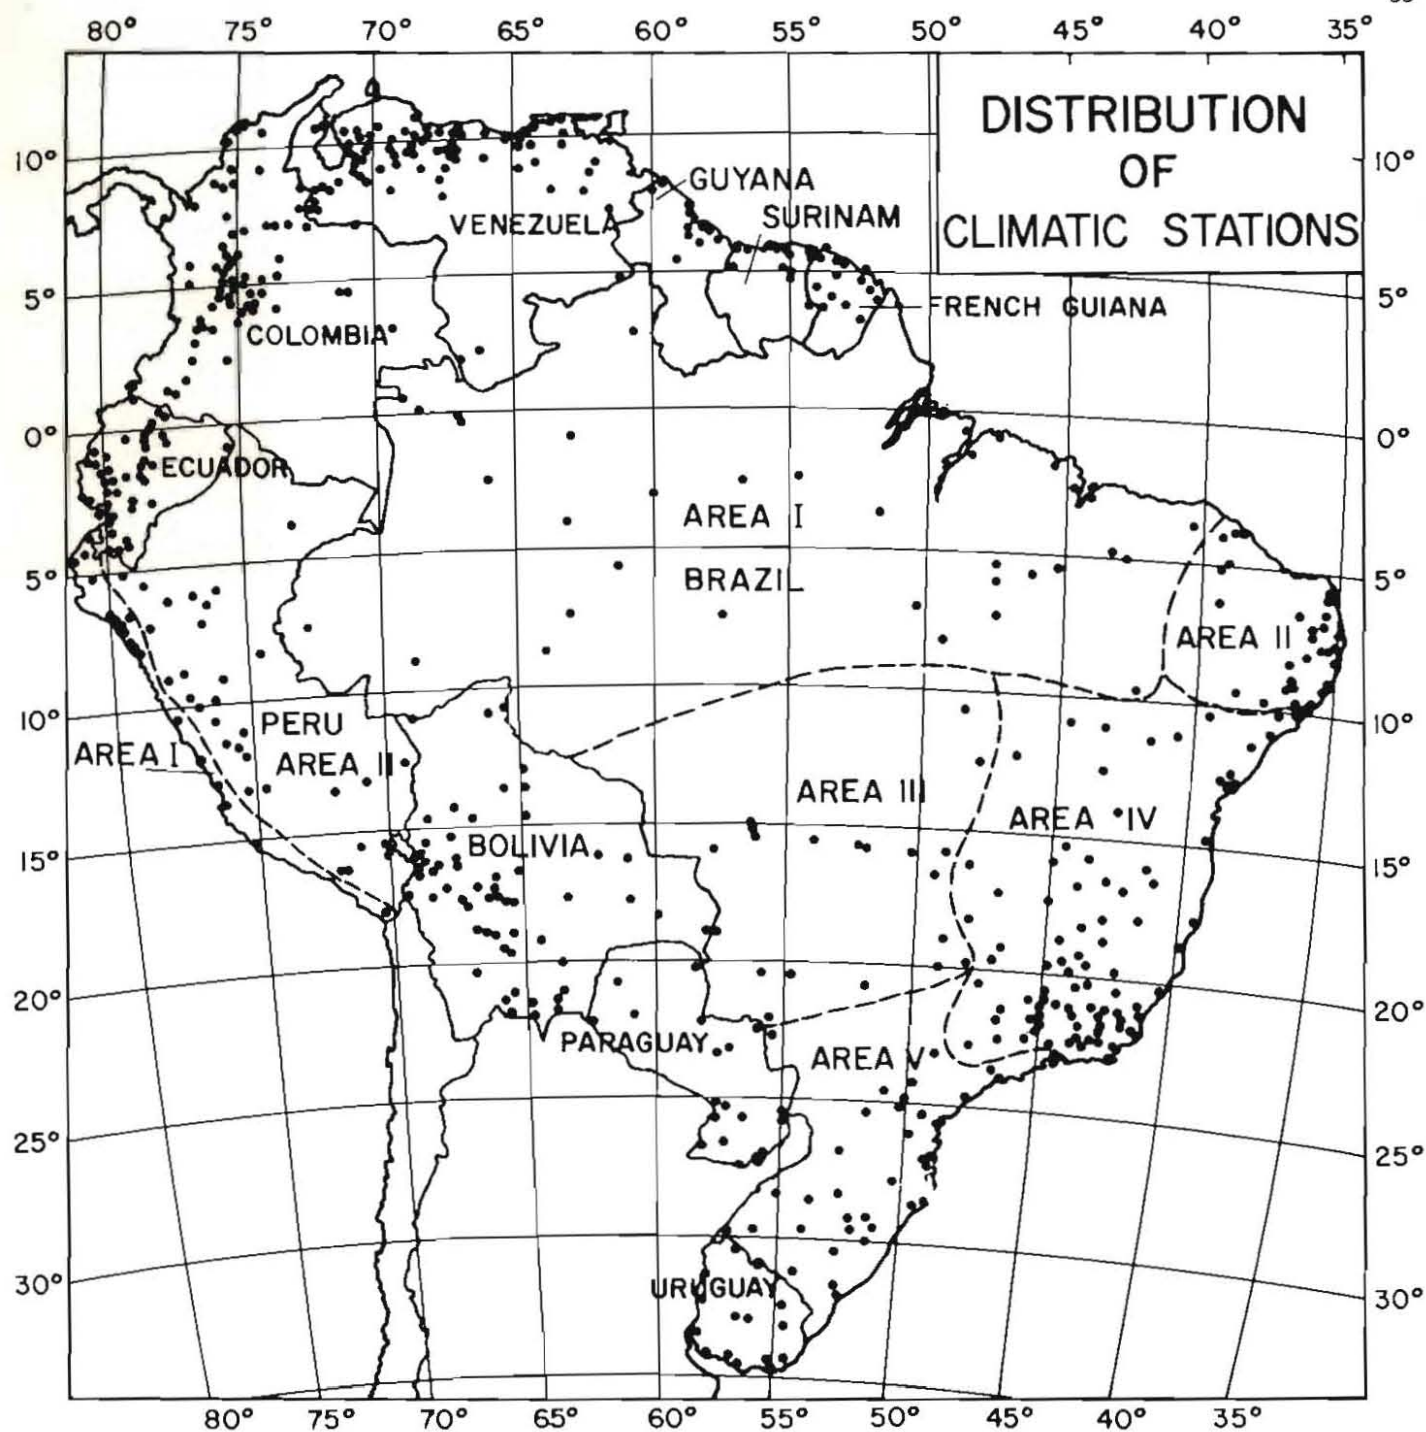 80° 75° 70° 65° 60° 55° 50° 45° 40° 35°
DISTRIBUTION
OF
CLIMATIC STATIONS
10° 10°
GUYANA
SURINAM
VENEZUELA
5° 5°
FRENCH GUIANA
COLOMBIA
0° 0°
ECUADOR
AREA I
BRAZIL
5° 5°
AREA II
10° 10°
PERU
AREA I
AREA II
AREA III
AREA IV
BOLIVIA
15° 15°
20° 20°
PARAGUAY
AREA V
25° 25°
URUGUAY
30° 30°
80° 75° 70° 65° 60° 55° 50° 45° 40° 35°